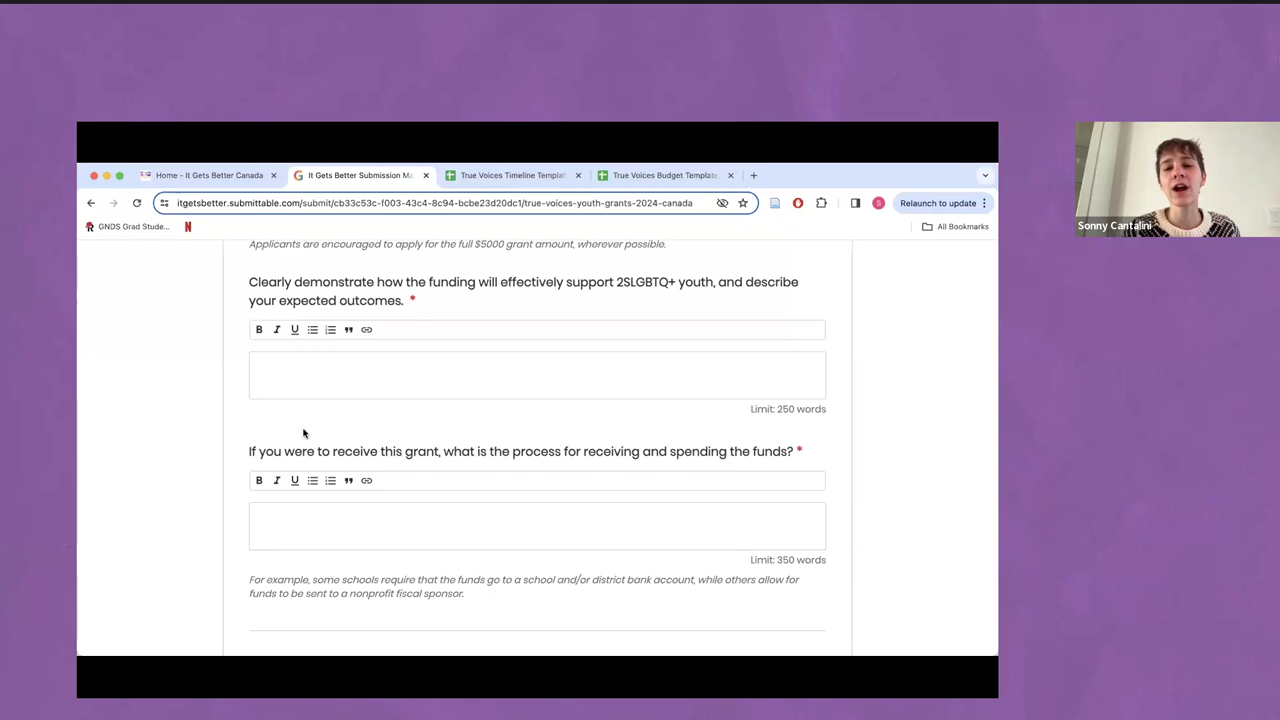 Home - It Gets Better Canada
It Gets Better Submission Ma
True Voices Timeline Templat
True Voices Budget Template
itgetsbetter.submittable.com/submit/cb33c53c-f003-43c4-8c94-bcbe23d20dc1/true-voices-youth-grants-2024-canada
S
Relaunch to update
GNDS Grad Stude...
All Bookmarks
Applicants are encouraged to apply for the full $5000 grant amount, wherever possible.
Clearly demonstrate how the funding will effectively support 2SLGBTQ+ youth, and describe
your expected outcomes. *
B I U
Limit: 250 words
If you were to receive this grant, what is the process for receiving and spending the funds? *
B I U
Limit: 350 words
For example, some schools require that the funds go to a school and/or district bank account, while others allow for
funds to be sent to a nonprofit fiscal sponsor.
Sonny Cantalini